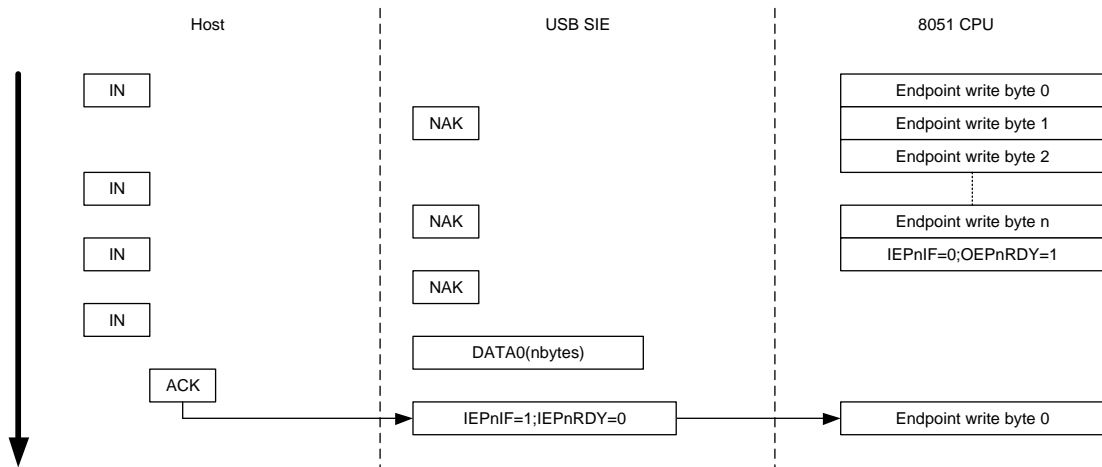 Host
USB SIE
8051 CPU
IN
Endpoint write byte 0
NAK
Endpoint write byte 1
Endpoint write byte 2
IN
NAK
Endpoint write byte n
IN
IEPnIF=0;OEPnRDY=1
NAK
IN
DATA0(nbytes)
ACK
IEPnIF=1;IEPnRDY=0
Endpoint write byte 0